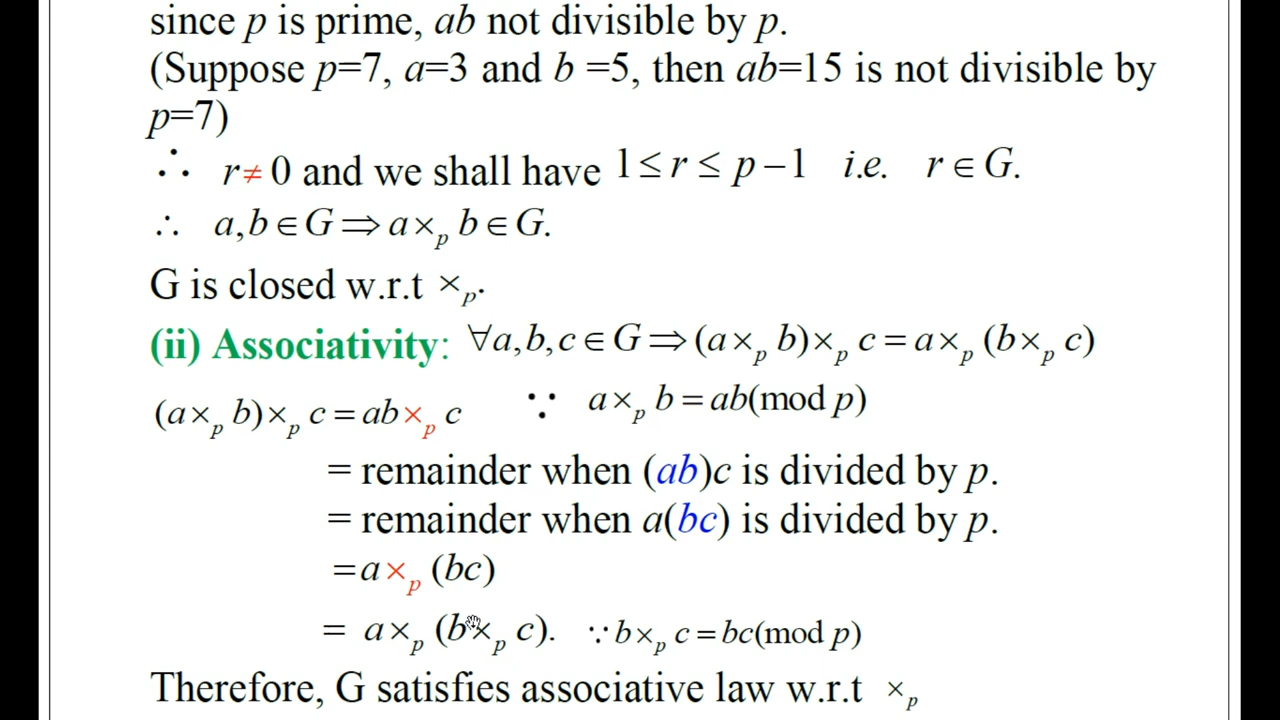 since p is prime, ab not divisible by p.
(Suppose p=7, a=3 and b =5, then ab=15 is not divisible by
p=7)
∴ r≠ 0 and we shall have 1 ≤ r ≤ p − 1 i.e. r ∈ G.
∴ a,b ∈ G ⟹ a ×ₚ b ∈ G.
G is closed w.r.t ×ₚ.
(ii) Associativity: ∀a,b,c ∈ G ⟹ (a ×ₚ b) ×ₚ c = a ×ₚ (b ×ₚ c)
(a ×ₚ b) ×ₚ c = ab ×ₚ c ∵ a ×ₚ b = ab(mod p)
= remainder when (ab)c is divided by p.
= remainder when a(bc) is divided by p.
= a ×ₚ (bc)
= a ×ₚ (b ×ₚ c). ∵ b ×ₚ c = bc(mod p)
Therefore, G satisfies associative law w.r.t ×ₚ